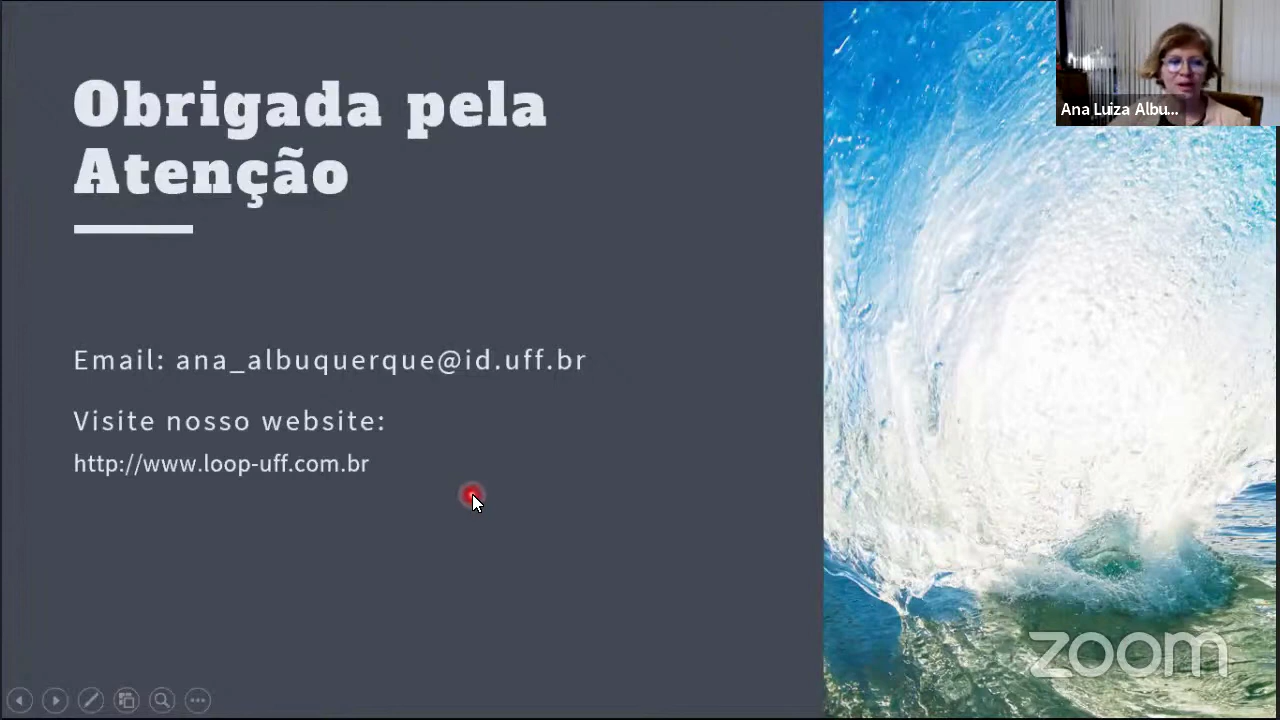 Obrigada pela
Atenção
Email: ana_albuquerque@id.uff.br
Visite nosso website:
http://www.loop-uff.com.br
Ana Luiza Albu...
zoom